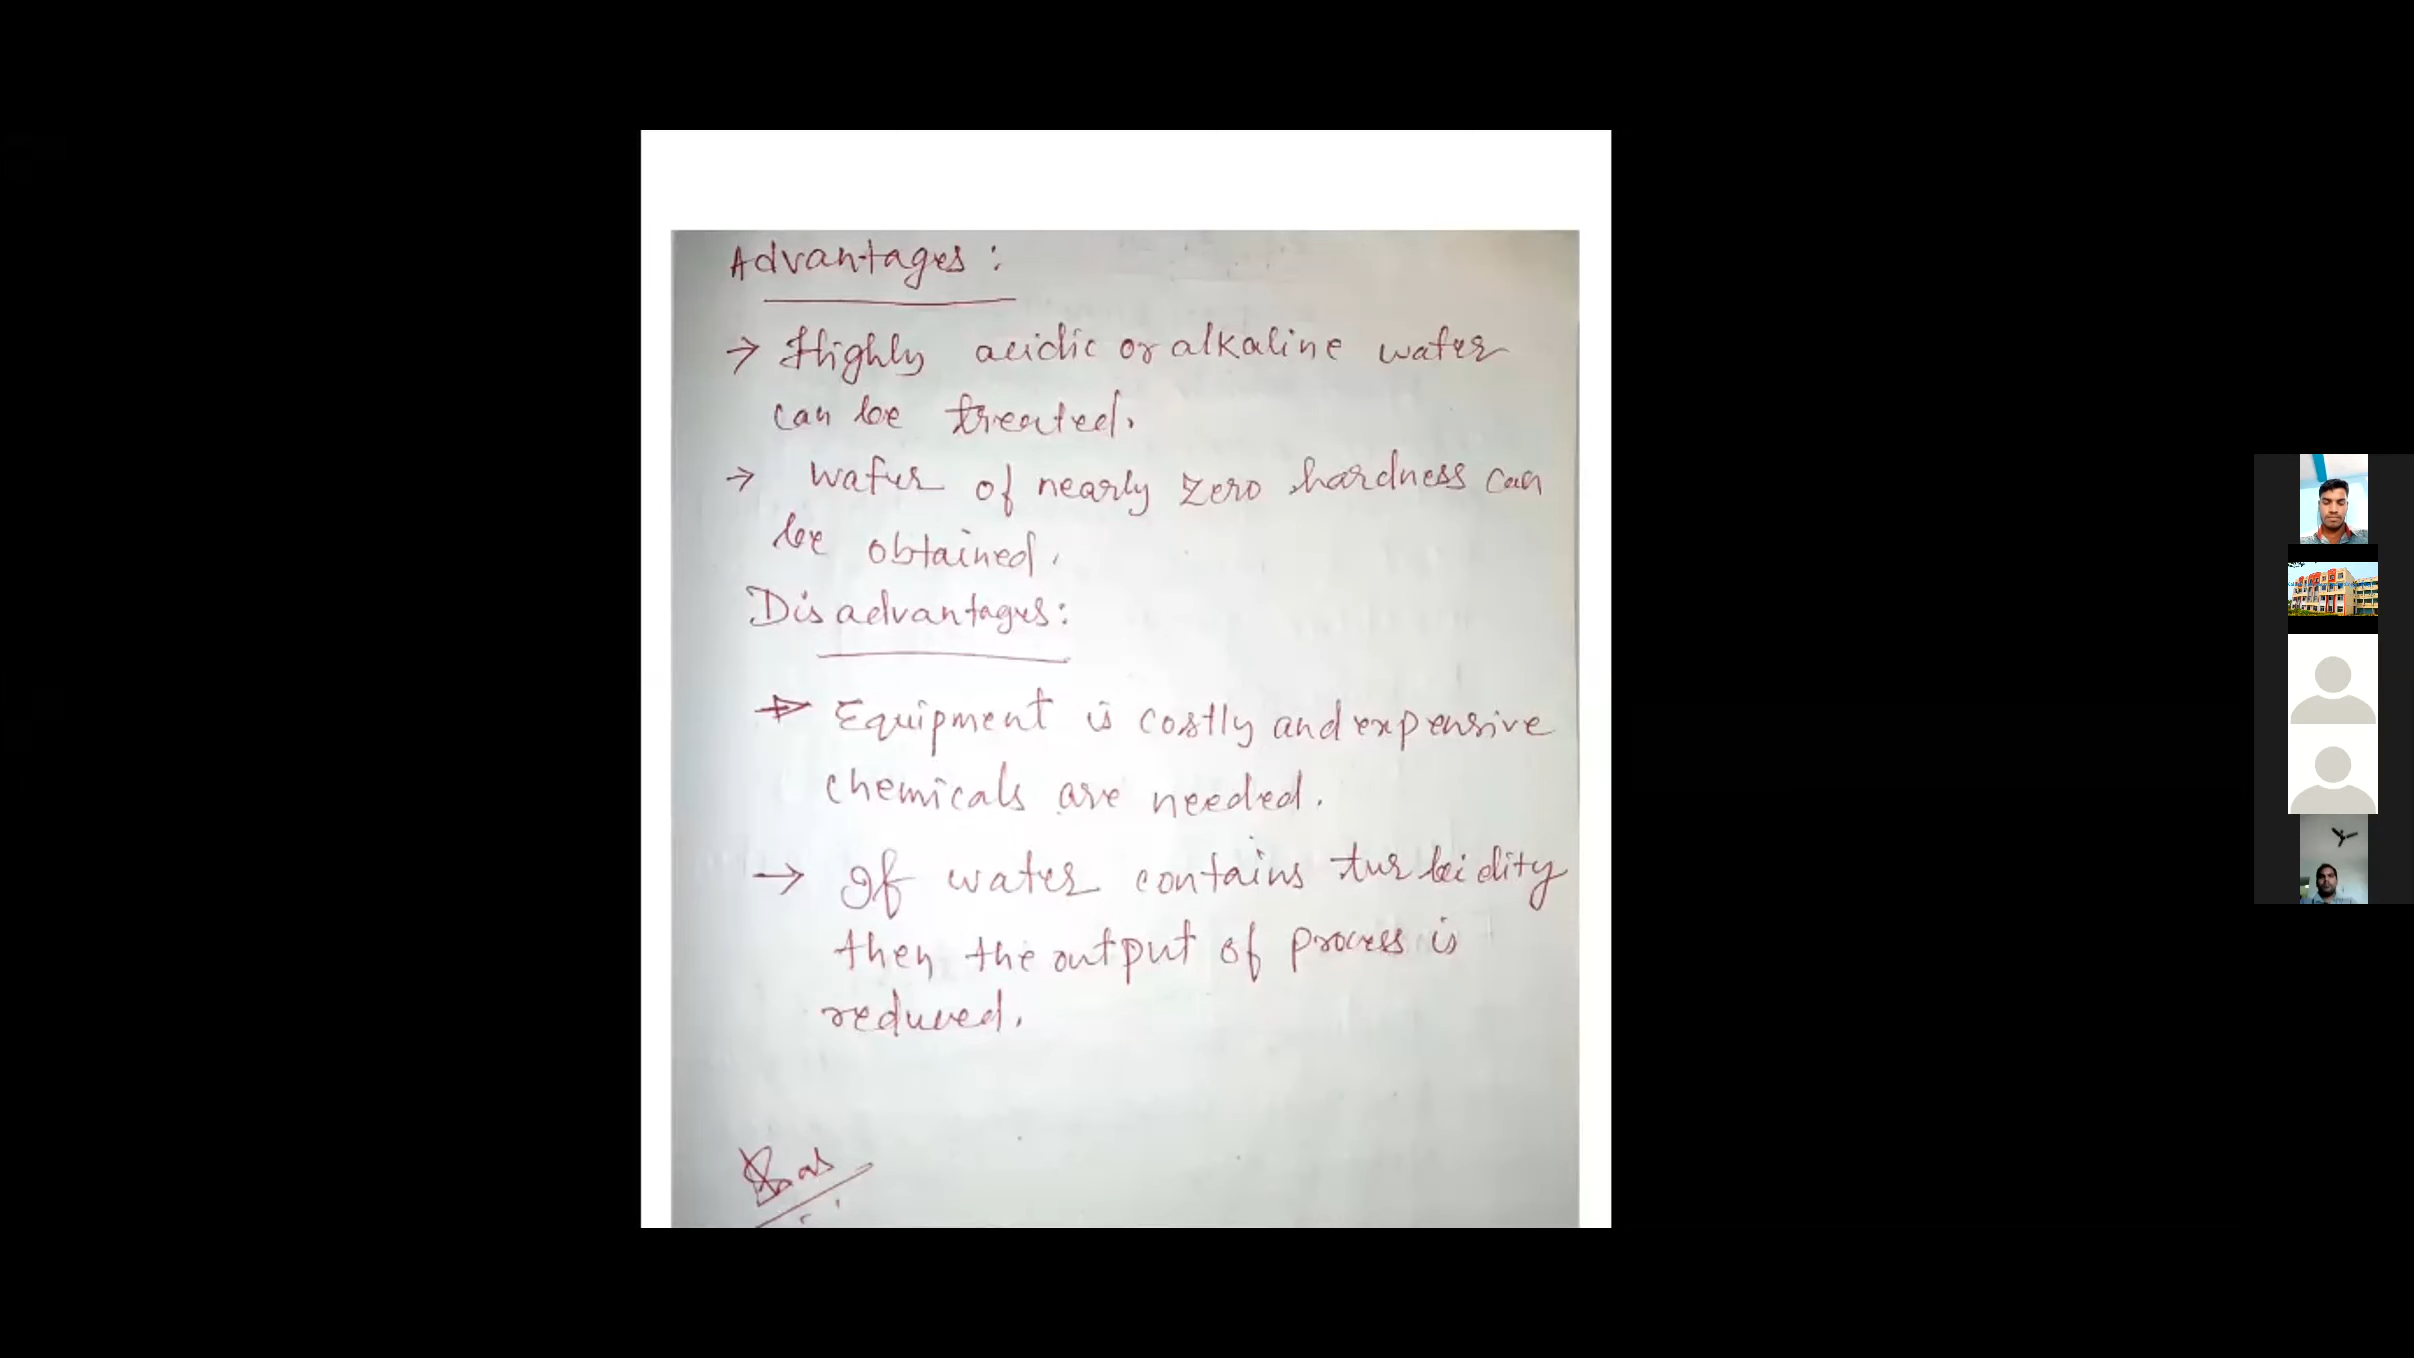 Advantages :
→ Highly acidic or alkaline water
can be treated.
→ Water of nearly zero hardness can
be obtained.
Disadvantages:
→ Equipment is costly and expensive
chemicals are needed.
→ If water contains turbidity
then the output of process is
reduced.